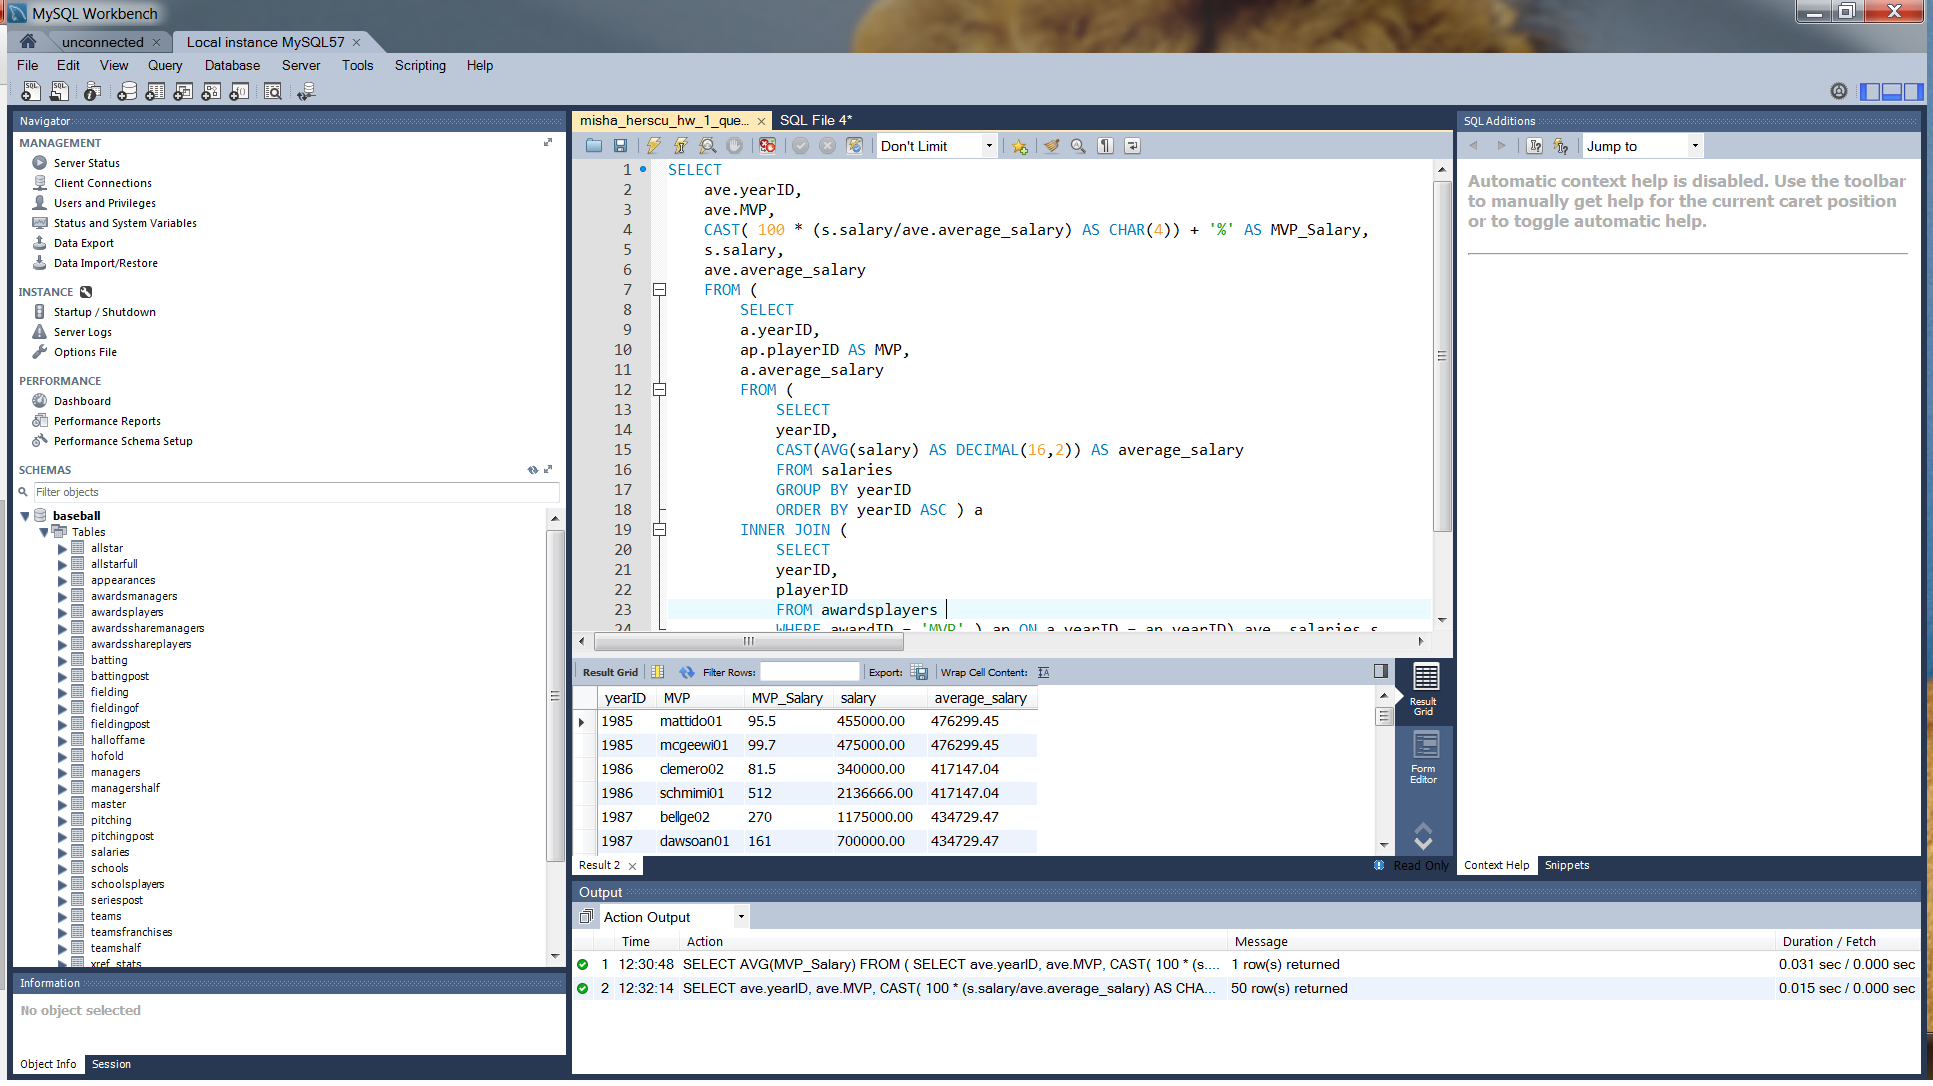 MySQL Workbench
unconnected
Local instance MySQL57
File Edit View Query Database Server Tools Scripting Help
Navigator
MANAGEMENT
Server Status
Client Connections
Users and Privileges
Status and System Variables
Data Export
Data Import/Restore
INSTANCE
Startup / Shutdown
Server Logs
Options File
PERFORMANCE
Dashboard
Performance Reports
Performance Schema Setup
SCHEMAS
Filter objects
baseball
Tables
allstar
allstarfull
appearances
awardsmanagers
awardsplayers
awardssharemanagers
awardsshareplayers
batting
battingpost
fielding
fieldingof
fieldingpost
halloffame
hofold
managers
managershalf
master
pitching
pitchingpost
salaries
schools
schoolsplayers
seriespost
teams
teamsfranchises
teamshalf
xref_stats
Information
No object selected
Object Info Session
misha_herscu_hw_1_que... SQL File 4*
Don't Limit
1 SELECT
2 ave.yearID,
3 ave.MVP,
4 CAST( 100 * (s.salary/ave.average_salary) AS CHAR(4)) + '%' AS MVP_Salary,
5 s.salary,
6 ave.average_salary
7 FROM (
8 SELECT
9 a.yearID,
10 ap.playerID AS MVP,
11 a.average_salary
12 FROM (
13 SELECT
14 yearID,
15 CAST(AVG(salary) AS DECIMAL(16,2)) AS average_salary
16 FROM salaries
17 GROUP BY yearID
18 ORDER BY yearID ASC ) a
19 INNER JOIN (
20 SELECT
21 yearID,
22 playerID
23 FROM awardsplayers
24 WHERE awardID = 'MVP' ) ap ON a.yearID = ap.yearID) ave, salaries s
Result Grid Filter Rows: Export: Wrap Cell Content:
yearID MVP MVP_Salary salary average_salary
1985 mattido01 95.5 455000.00 476299.45
1985 mcgeewi01 99.7 475000.00 476299.45
1986 clemero02 81.5 340000.00 417147.04
1986 schmimi01 512 2136666.00 417147.04
1987 bellge02 270 1175000.00 434729.47
1987 dawsoan01 161 700000.00 434729.47
Result Grid
Form Editor
Result 2
Read Only
SQL Additions
Jump to
Automatic context help is disabled. Use the toolbar
to manually get help for the current caret position
or to toggle automatic help.
Context Help Snippets
Output
Action Output
Time Action Message Duration / Fetch
1 12:30:48 SELECT AVG(MVP_Salary) FROM ( SELECT ave.yearID, ave.MVP, CAST( 100 * (s.... 1 row(s) returned 0.031 sec / 0.000 sec
2 12:32:14 SELECT ave.yearID, ave.MVP, CAST( 100 * (s.salary/ave.average_salary) AS CHA... 50 row(s) returned 0.015 sec / 0.000 sec